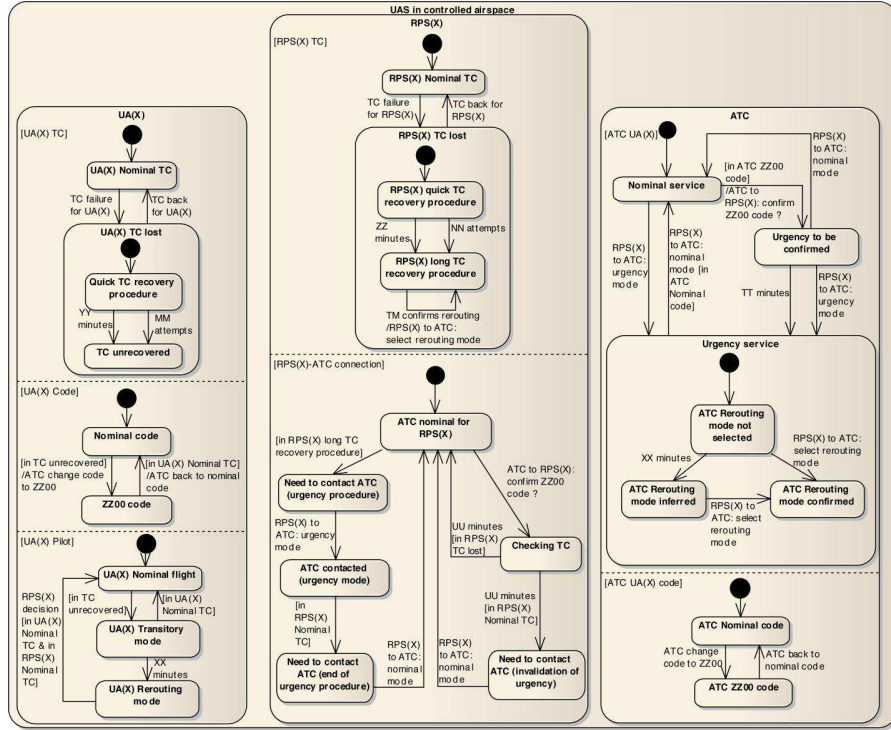 UAS in controlled airspace
UA(X)
[UA(X) TC]
UA(X) Nominal TC
TC failure
for UA(X)
TC back
for UA(X)
UA(X) TC lost
Quick TC recovery
procedure
YY
minutes
MM
attempts
TC unrecovered
[UA(X) Code]
Nominal code
[in TC unrecovered]
/ATC change code
to ZZ00
[in UA(X) Nominal TC]
/ATC back to nominal
code
ZZ00 code
[UA(X) Pilot]
UA(X) Nominal flight
RPS(X)
decision
[in UA(X)
Nominal
TC & in
RPS(X)
Nominal
TC]
[in TC
unrecovered]
[in UA(X)
Nominal TC]
UA(X) Transitory
mode
XX
minutes
UA(X) Rerouting
mode
RPS(X)
[RPS(X) TC]
RPS(X) Nominal TC
TC failure
for RPS(X)
TC back for
RPS(X)
RPS(X) TC lost
RPS(X) quick TC
recovery procedure
ZZ
minutes
NN attempts
RPS(X) long TC
recovery procedure
TM confirms rerouting
/RPS(X) to ATC:
select rerouting mode
[RPS(X)-ATC connection]
ATC nominal for
RPS(X)
[in RPS(X) long TC
recovery procedure]
Need to contact ATC
(urgency procedure)
ATC to RPS(X):
confirm ZZ00
code ?
RPS(X) to
ATC: urgency
mode
UU minutes
[in RPS(X)
TC lost]
Checking TC
ATC contacted
(urgency mode)
[in
RPS(X)
Nominal
TC]
UU minutes
[in RPS(X)
Nominal TC]
Need to contact
ATC (end of
urgency procedure)
RPS(X)
to ATC:
nominal
mode
RPS(X)
to ATC:
nominal
mode
Need to contact
ATC (invalidation of
urgency)
ATC
[ATC UA(X)]
Nominal service
[in ATC ZZ00
code]
/ATC to
RPS(X): confirm
ZZ00 code ?
RPS(X)
to ATC:
nominal
mode
Urgency to be
confirmed
RPS(X)
to ATC:
urgency
mode
RPS(X)
to ATC:
nominal
mode [in
ATC
Nominal
code]
TT minutes
RPS(X)
to ATC:
urgency
mode
Urgency service
ATC Rerouting
mode not
selected
XX minutes
RPS(X) to ATC:
select rerouting
mode
ATC Rerouting
mode inferred
RPS(X) to
ATC: select
rerouting
mode
ATC Rerouting
mode confirmed
[ATC UA(X) code]
ATC Nominal code
ATC change
code to ZZ00
ATC back to
nominal code
ATC ZZ00 code